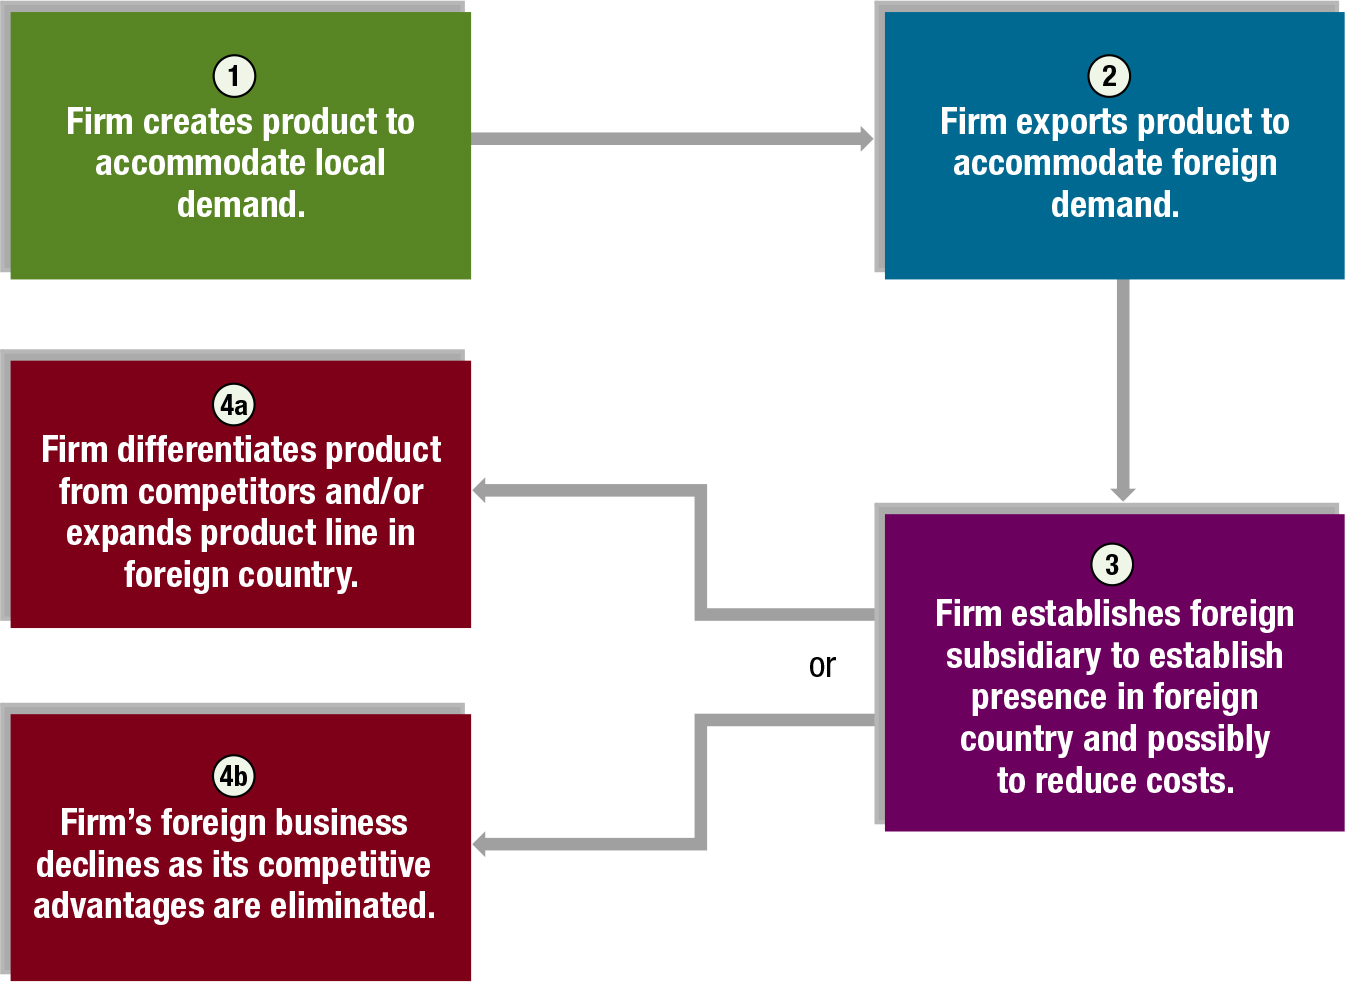 1
Firm creates product to
accommodate local
demand.
2
Firm exports product to
accommodate foreign
demand.
3
Firm establishes foreign
subsidiary to establish
presence in foreign
country and possibly
to reduce costs.
or
4a
Firm differentiates product
from competitors and/or
expands product line in
foreign country.
4b
Firm’s foreign business
declines as its competitive
advantages are eliminated.